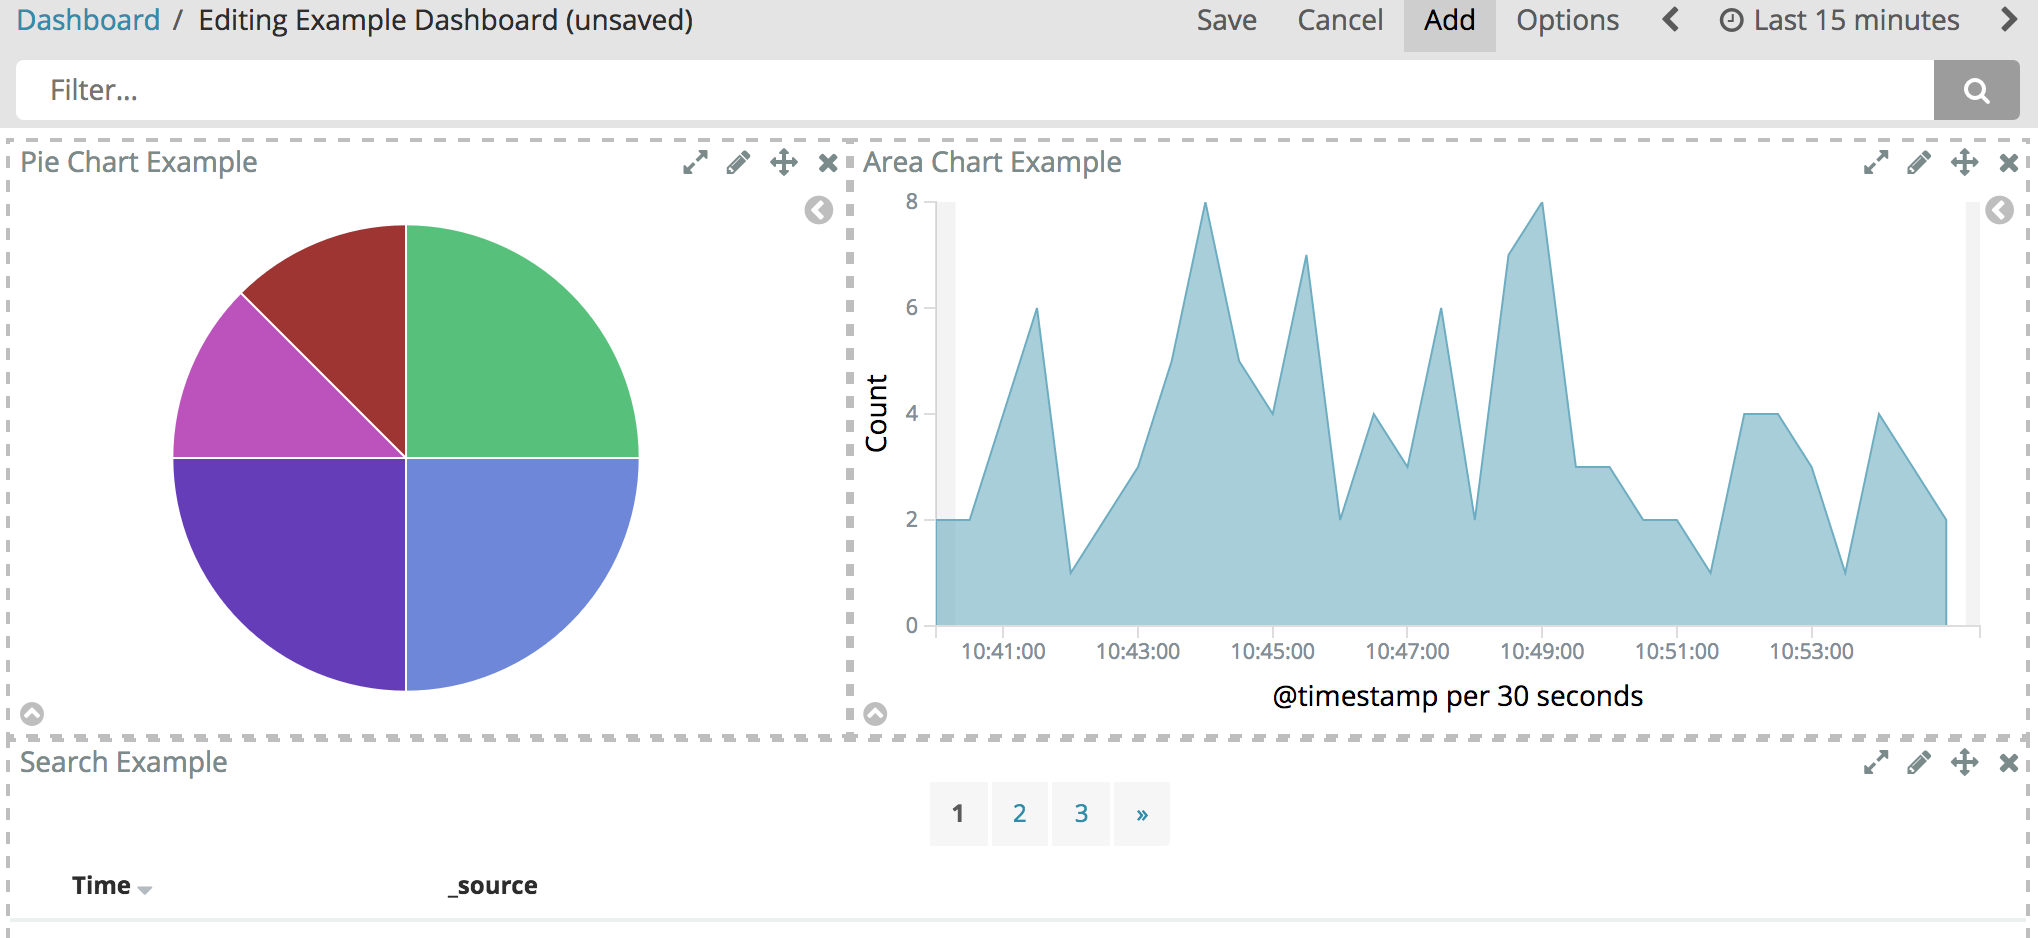 Dashboard / Editing Example Dashboard (unsaved) Save Cancel Add Options Last 15 minutes
Filter...
Pie Chart Example
Area Chart Example
8
6
4
2
0
Count
10:41:00 10:43:00 10:45:00 10:47:00 10:49:00 10:51:00 10:53:00
@timestamp per 30 seconds
Search Example
1 2 3 »
Time _source